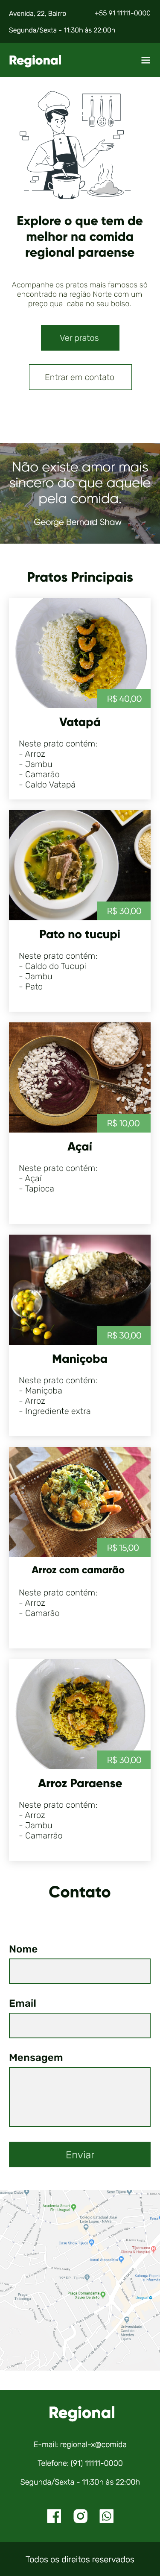 Avenida, 22, Bairro
+55 91 11111-0000
Segunda/Sexta - 11:30h às 22:00h
Regional
Explore o que tem de
melhor na comida
regional paraense
Acompanhe os pratos mais famosos só
encontrado na região Norte com um
preço que cabe no seu bolso.
Ver pratos
Entrar em contato
Não existe amor mais
sincero do que aquele
pela comida.
George Bernard Shaw
Pratos Principais
R$ 40,00
Vatapá
Neste prato contém:
- Arroz
- Jambu
- Camarão
- Caldo Vatapá
R$ 30,00
Pato no tucupi
Neste prato contém:
- Caldo do Tucupi
- Jambu
- Pato
R$ 10,00
Açaí
Neste prato contém:
- Açaí
- Tapioca
R$ 30,00
Maniçoba
Neste prato contém:
- Maniçoba
- Arroz
- Ingrediente extra
R$ 15,00
Arroz com camarão
Neste prato contém:
- Arroz
- Camarão
R$ 30,00
Arroz Paraense
Neste prato contém:
- Arroz
- Jambu
- Camarrão
Contato
Nome
Email
Mensagem
Enviar
Regional
E-mail: regional-x@comida
Telefone: (91) 11111-0000
Segunda/Sexta - 11:30h às 22:00h
Todos os direitos reservados